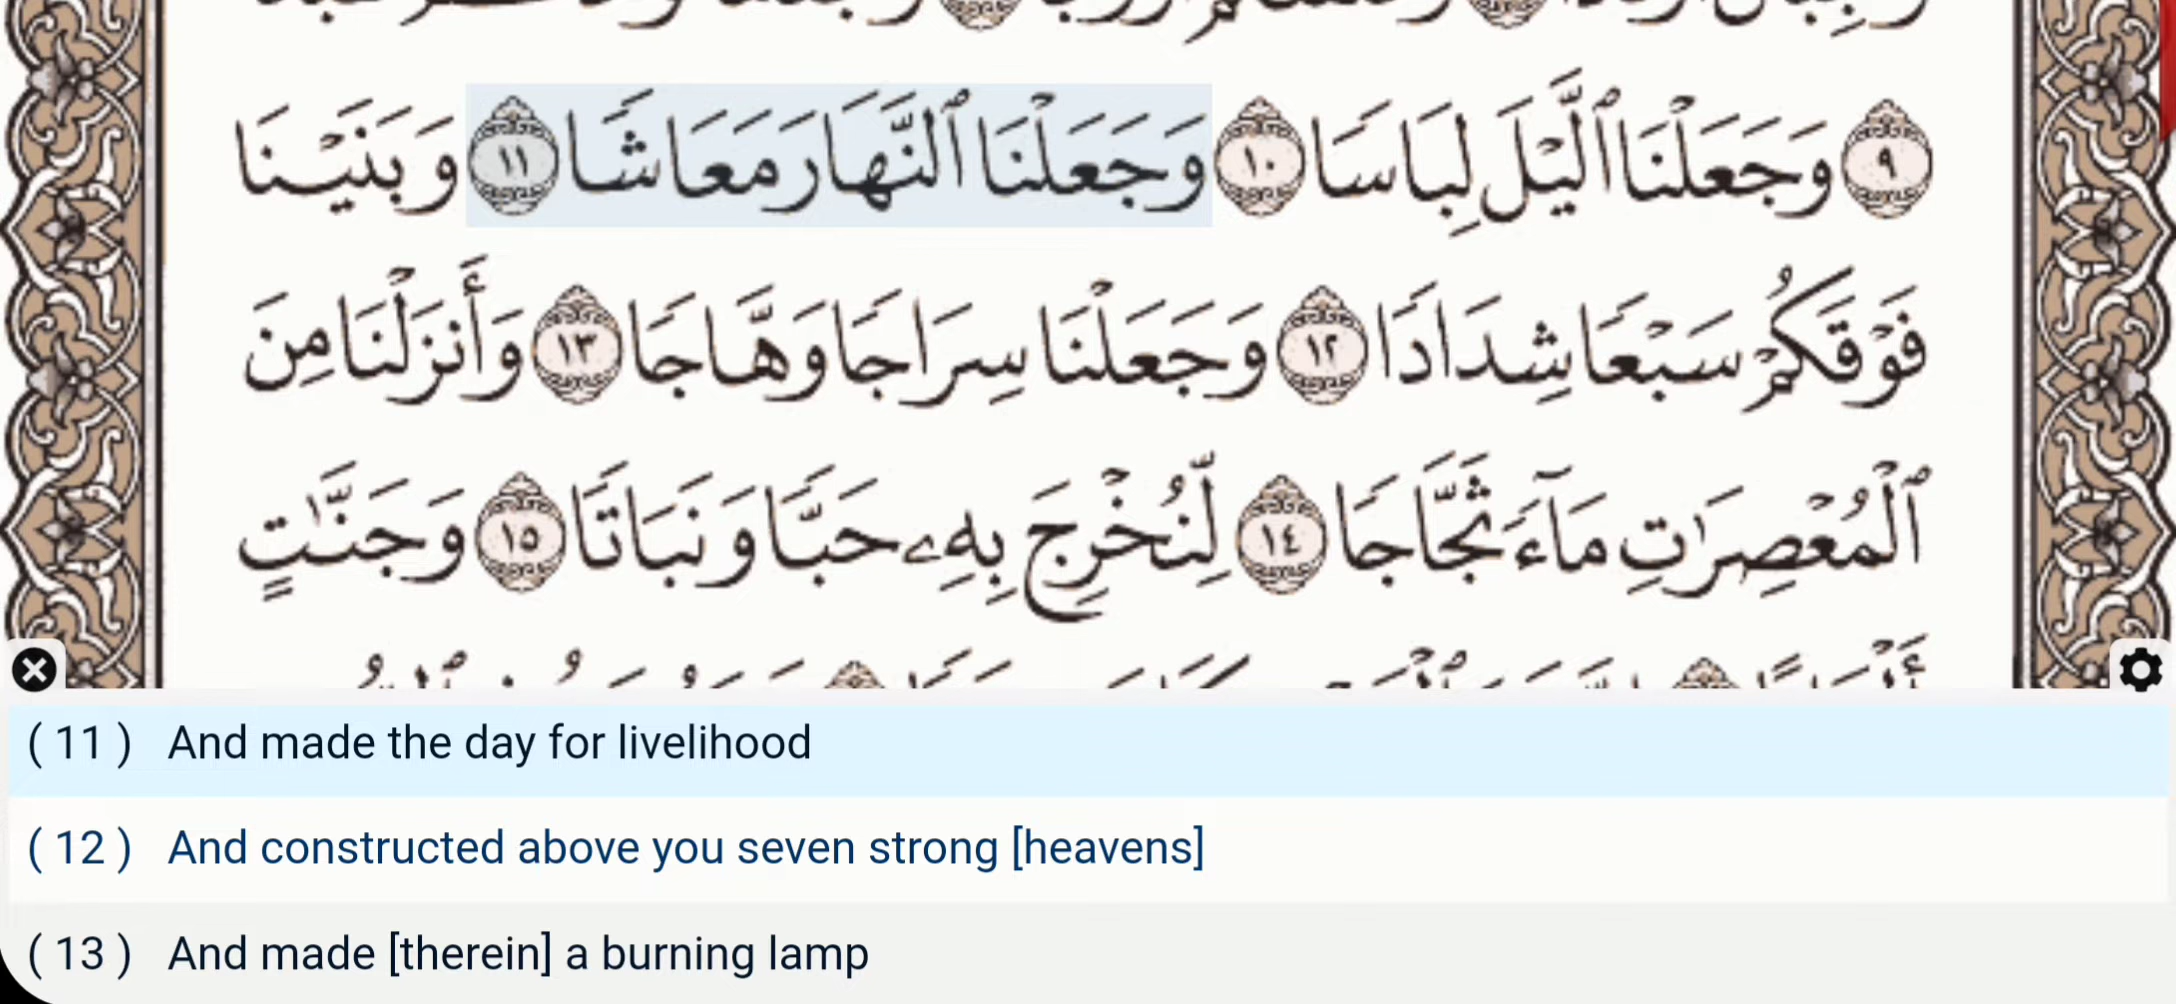 ٩ وَجَعَلْنَا ٱلَّيْلَ لِبَاسًا ١٠ وَجَعَلْنَا ٱلنَّهَارَ مَعَاشًا ١١ وَبَنَيْنَا
فَوْقَكُمْ سَبْعًا شِدَادًا ١٢ وَجَعَلْنَا سِرَاجًا وَهَّاجًا ١٣ وَأَنزَلْنَا مِنَ
ٱلْمُعْصِرَٰتِ مَآءً ثَجَّاجًا ١٤ لِّنُخْرِجَ بِهِۦ حَبًّا وَنَبَاتًا ١٥ وَجَنَّٰتٍ
( 11 ) And made the day for livelihood
( 12 ) And constructed above you seven strong [heavens]
( 13 ) And made [therein] a burning lamp